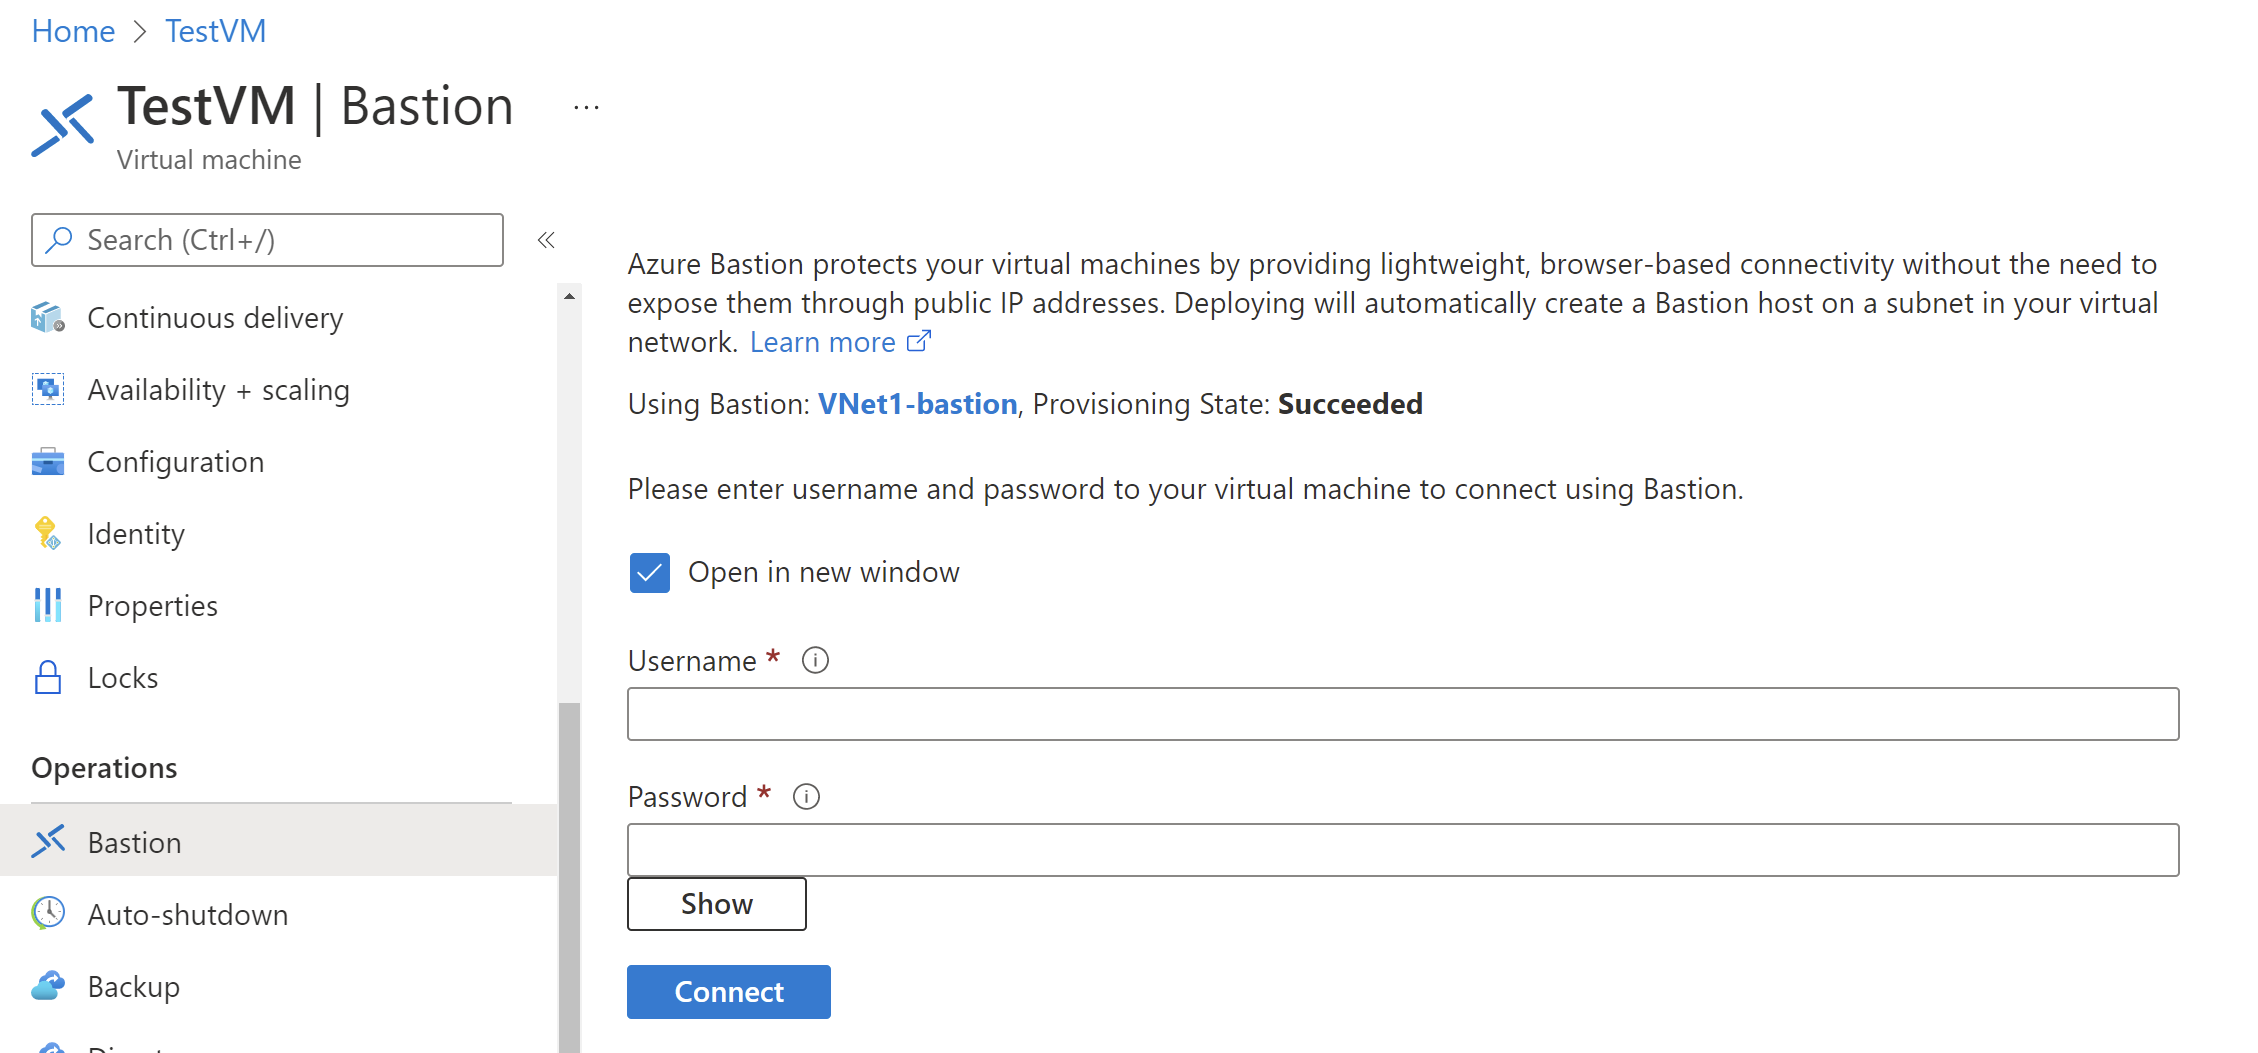 Home > TestVM
TestVM | Bastion ...
Virtual machine
Search (Ctrl+/)
«
Continuous delivery
Availability + scaling
Configuration
Identity
Properties
Locks
Operations
Bastion
Auto-shutdown
Backup
Azure Bastion protects your virtual machines by providing lightweight, browser-based connectivity without the need to
expose them through public IP addresses. Deploying will automatically create a Bastion host on a subnet in your virtual
network. Learn more
Using Bastion: VNet1-bastion, Provisioning State: Succeeded
Please enter username and password to your virtual machine to connect using Bastion.
Open in new window
Username *
Password *
Show
Connect